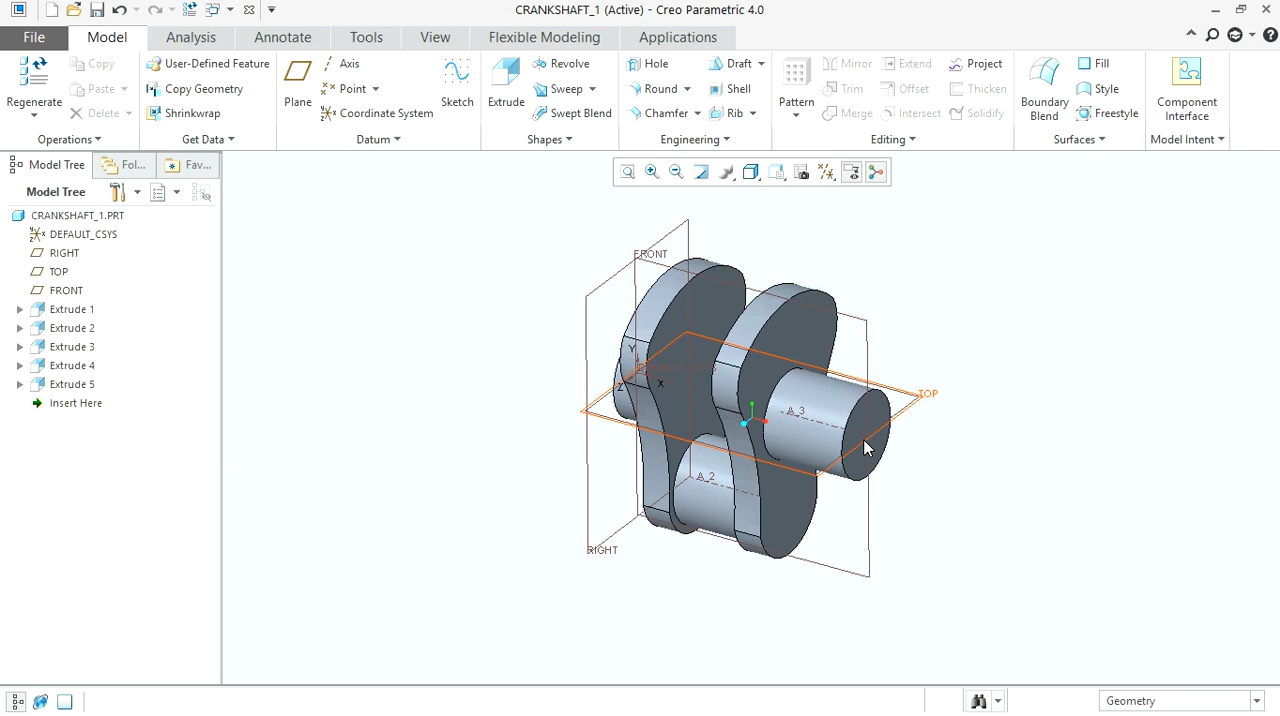 CRANKSHAFT_1 (Active) - Creo Parametric 4.0
File Model Analysis Annotate Tools View Flexible Modeling Applications
Regenerate
Copy
Paste
Delete
Operations
User-Defined Feature
Copy Geometry
Shrinkwrap
Get Data
Plane
Axis
Point
Coordinate System
Sketch
Datum
Extrude
Revolve
Sweep
Swept Blend
Shapes
Hole
Round
Chamfer
Draft
Shell
Rib
Engineering
Pattern
Mirror
Trim
Merge
Extend
Offset
Intersect
Project
Thicken
Solidify
Editing
Boundary
Blend
Fill
Style
Freestyle
Surfaces
Component
Interface
Model Intent
Model Tree
Fol...
Fav...
Model Tree
CRANKSHAFT_1.PRT
DEFAULT_CSYS
RIGHT
TOP
FRONT
Extrude 1
Extrude 2
Extrude 3
Extrude 4
Extrude 5
Insert Here
FRONT
Y
X
Z
TOP
A_3
A_2
RIGHT
Geometry